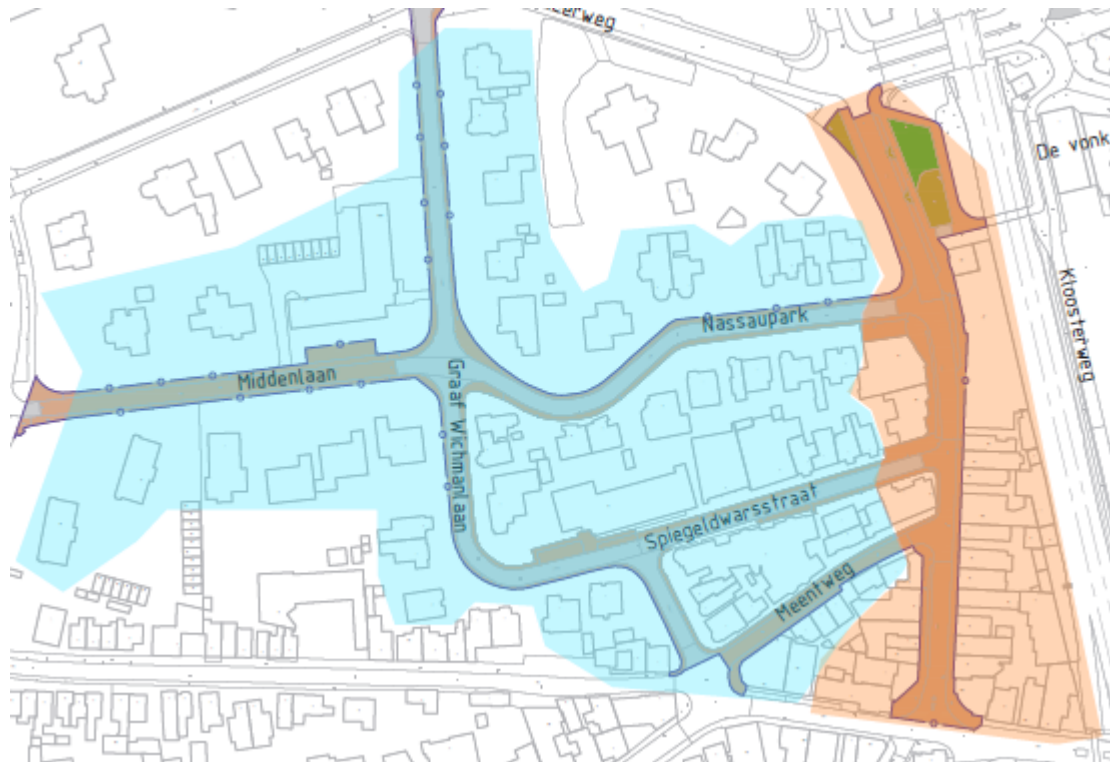 De vonk
Kloosterweg
Nassaupark
Middenlaan
Graaf Wichmanlaan
Spiegeldwarsstraat
Meentweg